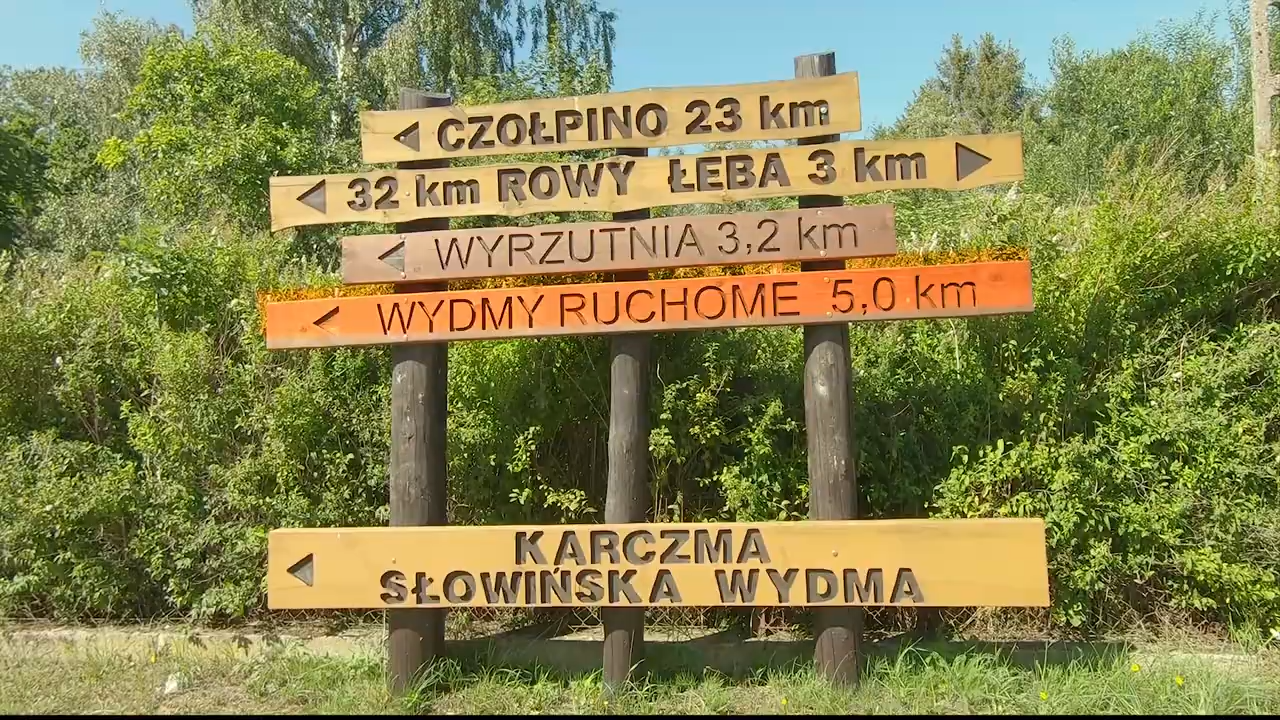 CZOŁPINO 23 km
32 km ROWY ŁEBA 3 km
WYRZUTNIA 3,2 km
WYDMY RUCHOME 5,0 km
KARCZMA
SŁOWIŃSKA WYDMA